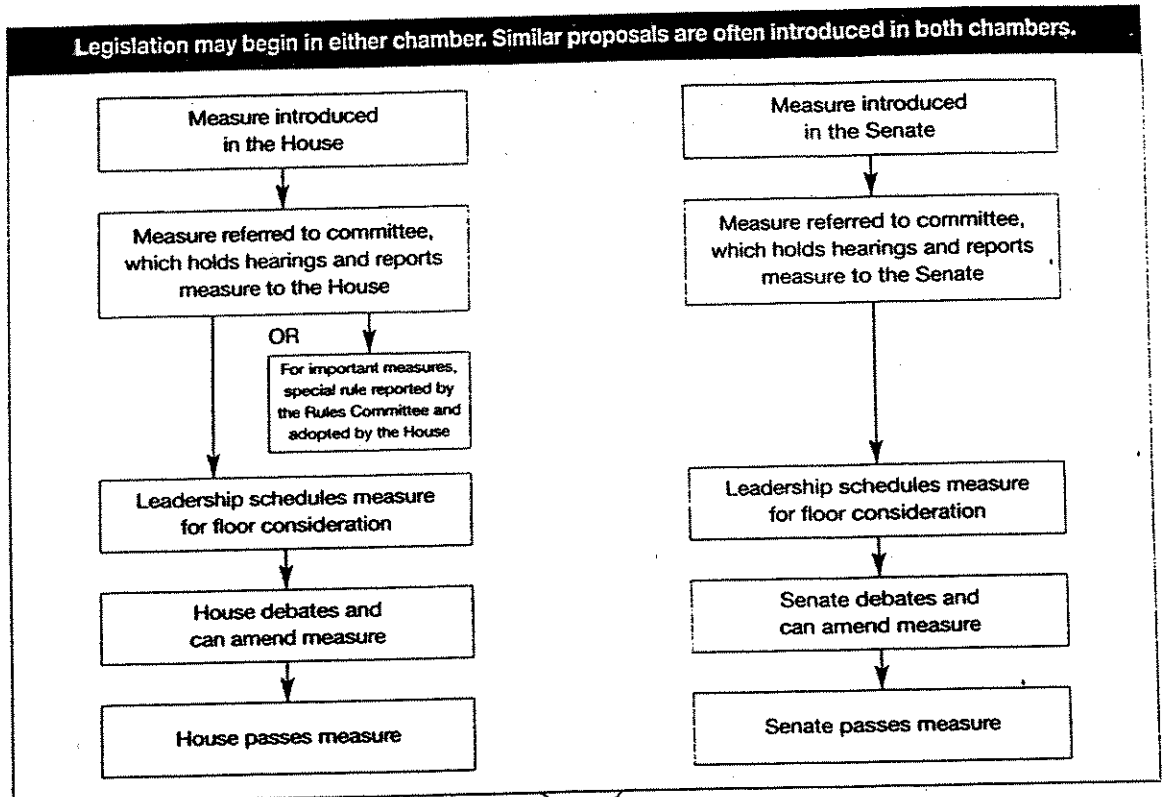 Legislation may begin in either chamber. Similar proposals are often introduced in both chambers.
Measure introduced
in the House
Measure referred to committee,
which holds hearings and reports
measure to the House
OR
For important measures,
special rule reported by
the Rules Committee and
adopted by the House
Leadership schedules measure
for floor consideration
House debates and
can amend measure
House passes measure
Measure introduced
in the Senate
Measure referred to committee,
which holds hearings and reports
measure to the Senate
Leadership schedules measure
for floor consideration
Senate debates and
can amend measure
Senate passes measure